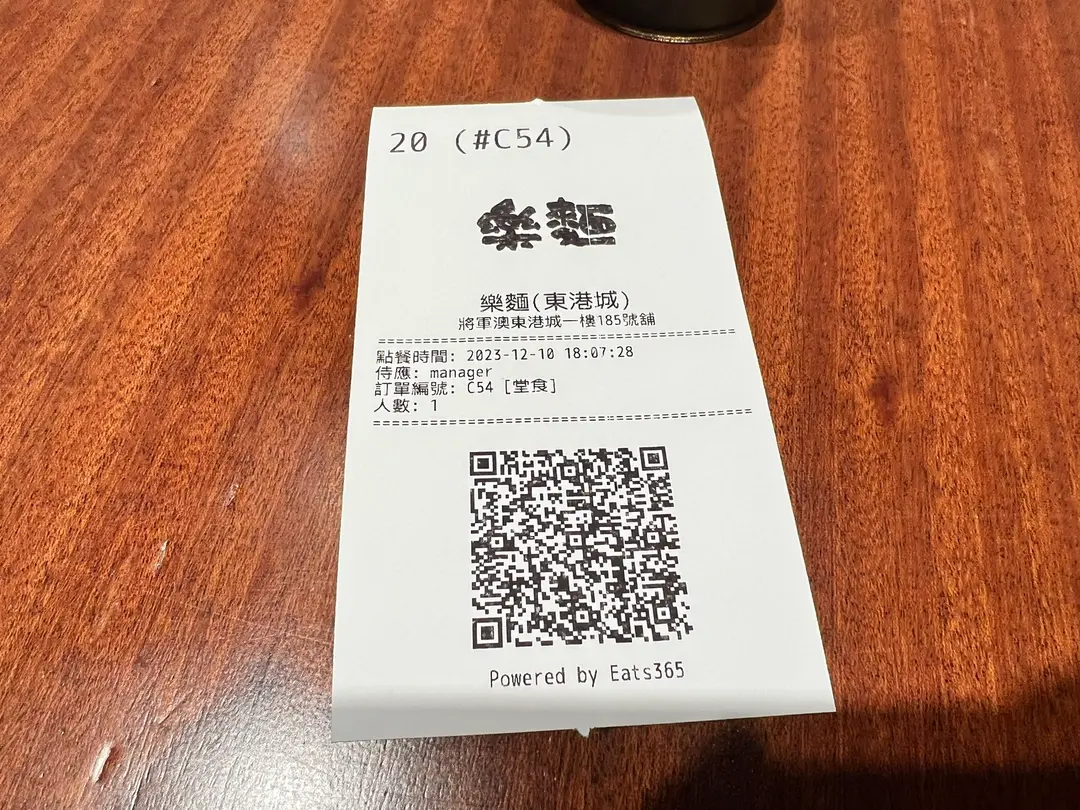 20 (#C54)
樂麵
樂麵(東港城)
將軍澳東港城一樓185號舖
點餐時間: 2023-12-10 18:07:28
侍應: manager
訂單編號: C54 [堂食]
人數: 1
Powered by Eats365